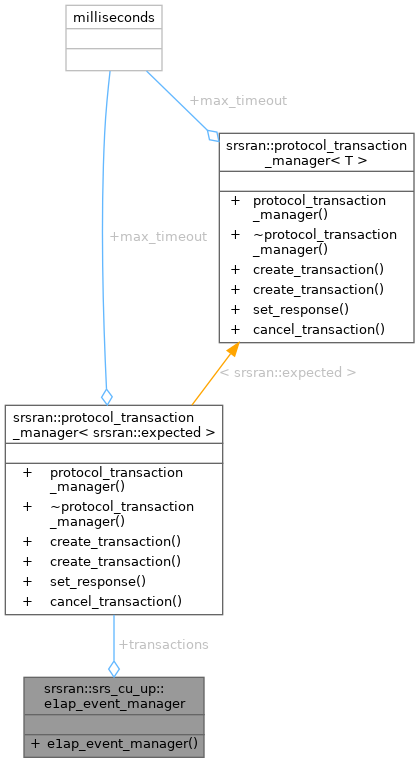 milliseconds
+max_timeout
srsran::protocol_transaction
_manager< T >
+ protocol_transaction
_manager()
+ ~protocol_transaction
_manager()
+ create_transaction()
+ create_transaction()
+ set_response()
+ cancel_transaction()
+max_timeout
< srsran::expected >
srsran::protocol_transaction
_manager< srsran::expected >
+ protocol_transaction
_manager()
+ ~protocol_transaction
_manager()
+ create_transaction()
+ create_transaction()
+ set_response()
+ cancel_transaction()
+transactions
srsran::srs_cu_up::
e1ap_event_manager
+ e1ap_event_manager()